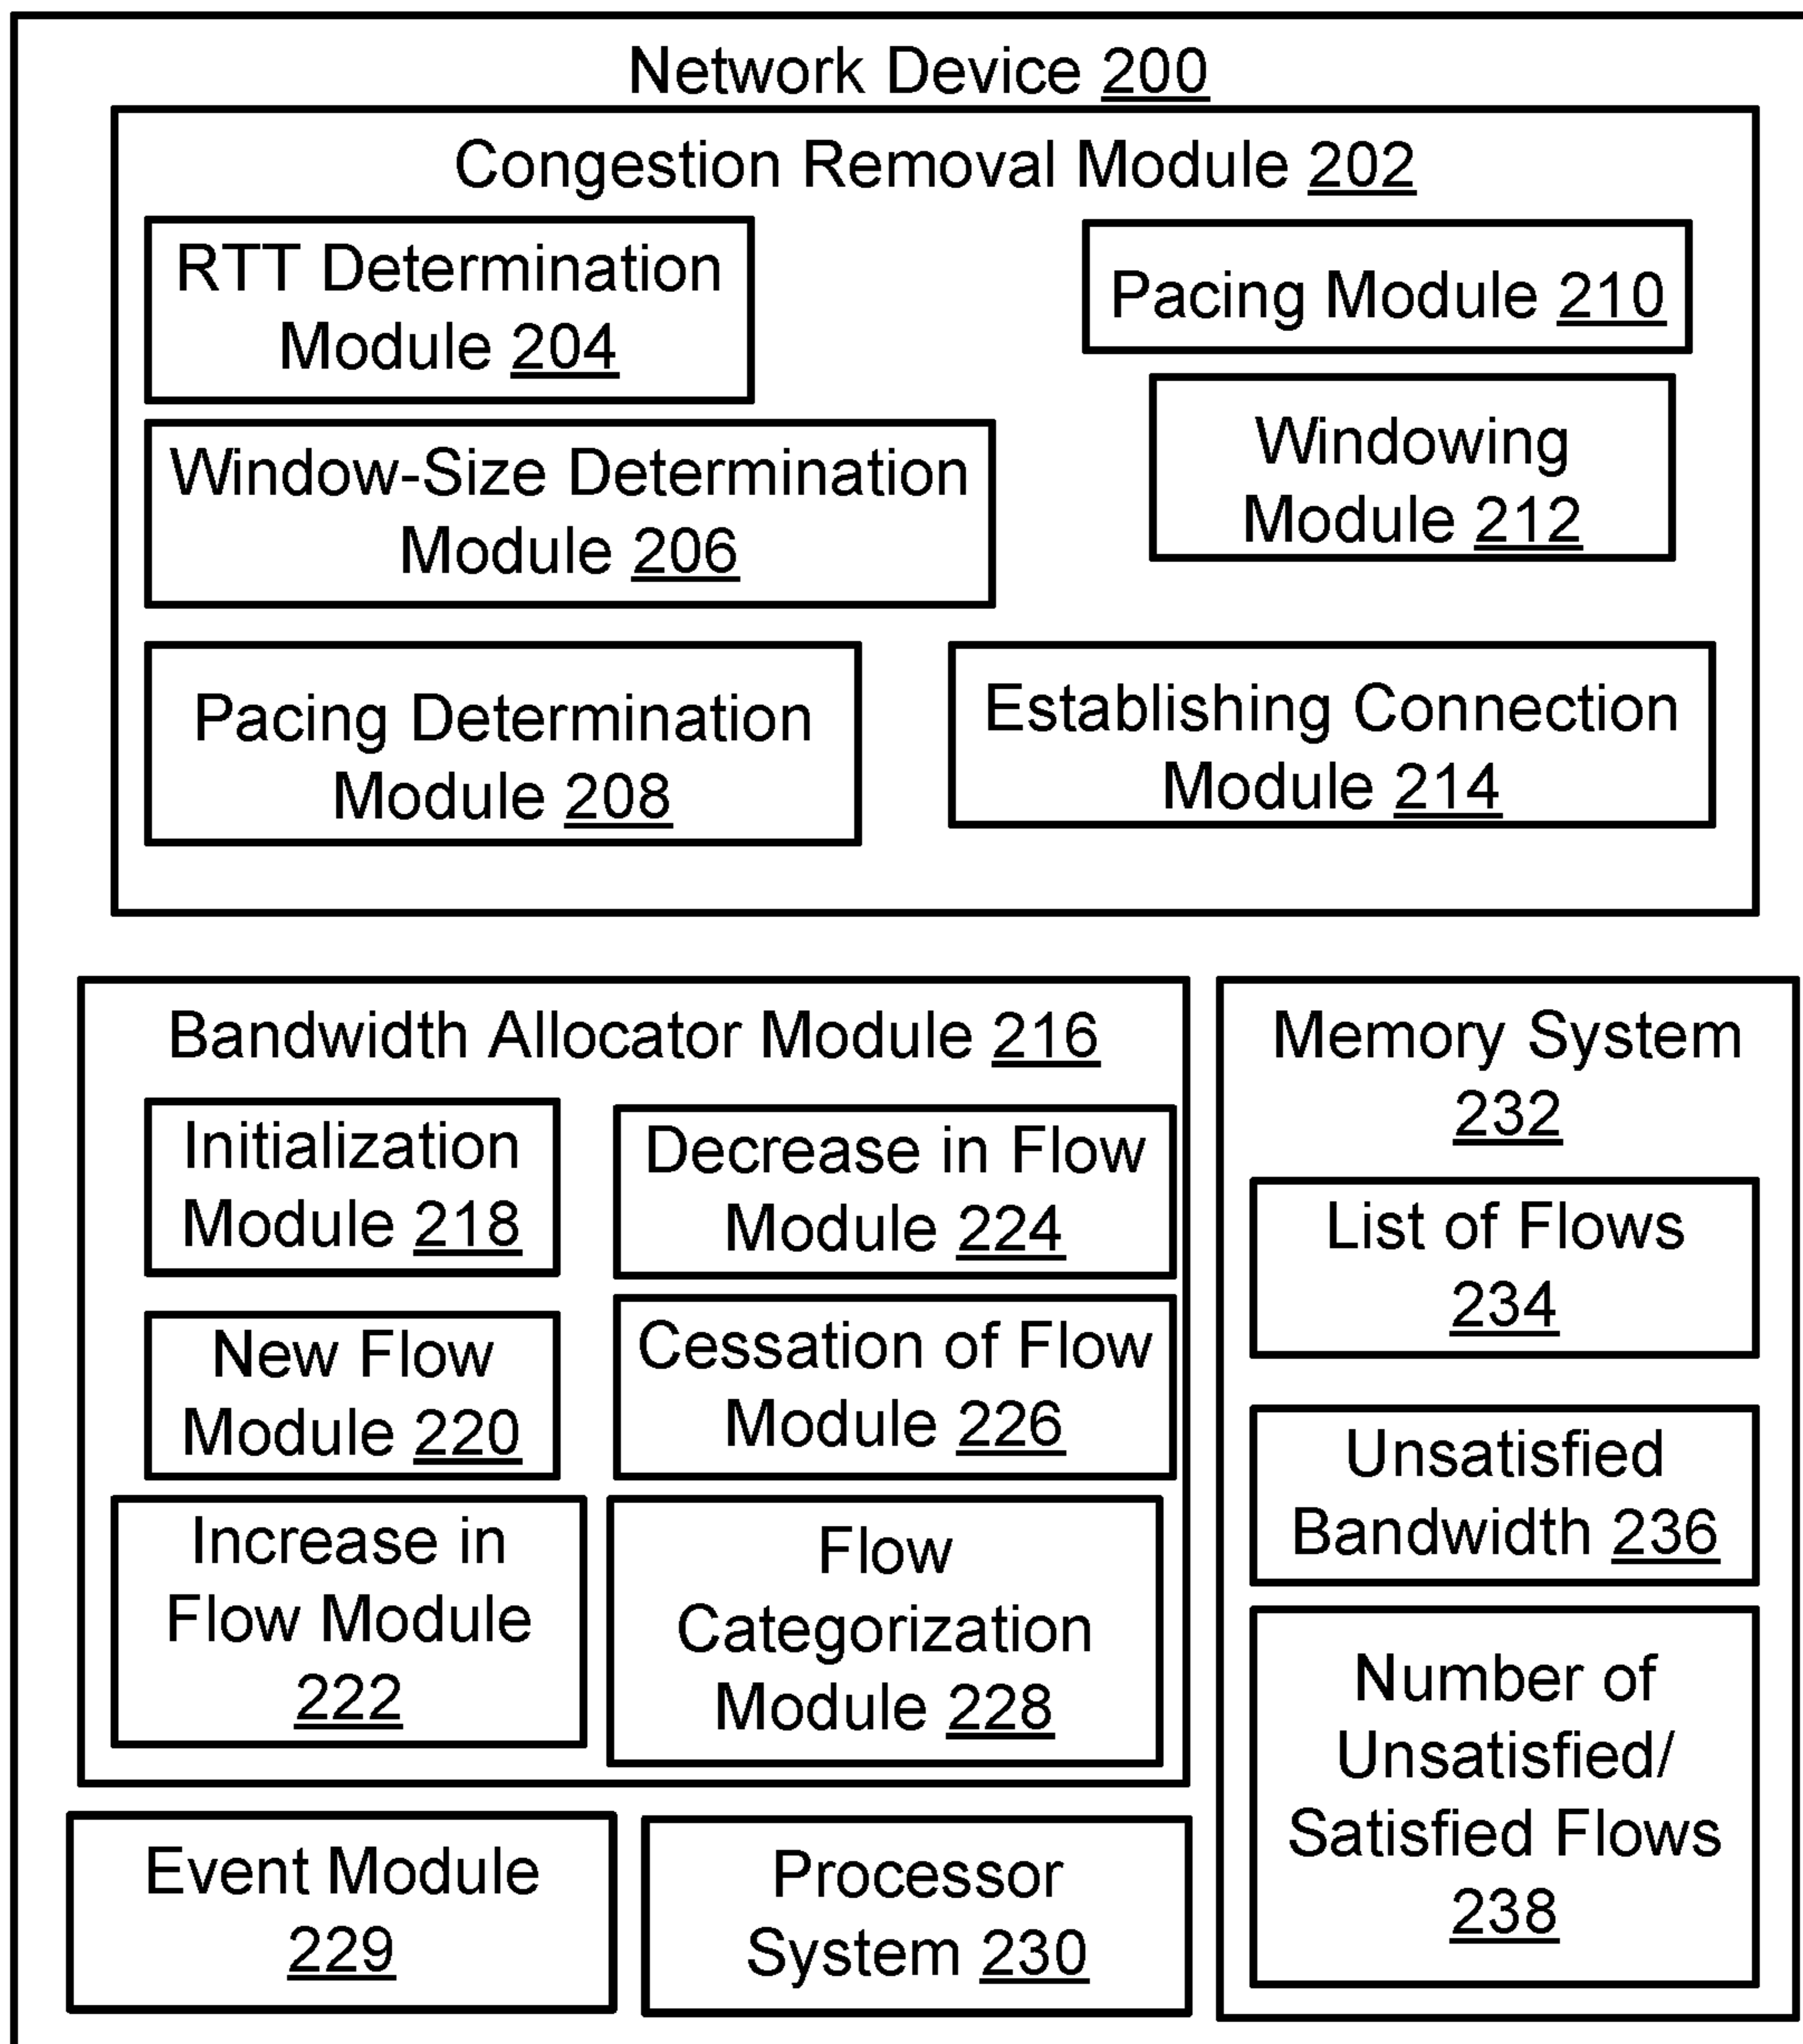 Network Device 200
Congestion Removal Module 202
RTT Determination
Module 204
Pacing Module 210
Window-Size Determination
Module 206
Windowing
Module 212
Pacing Determination
Module 208
Establishing Connection
Module 214
Bandwidth Allocator Module 216
Initialization
Module 218
Decrease in Flow
Module 224
New Flow
Module 220
Cessation of Flow
Module 226
Increase in
Flow Module
222
Flow
Categorization
Module 228
Memory System
232
List of Flows
234
Unsatisfied
Bandwidth 236
Number of
Unsatisfied/
Satisfied Flows
238
Event Module
229
Processor
System 230